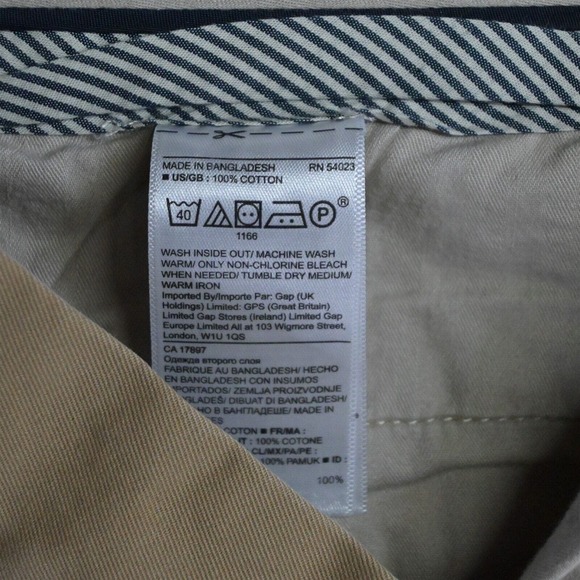 MADE IN BANGLADESH RN 54023
■ US/GB : 100% COTTON
40 P
1166
WASH INSIDE OUT/ MACHINE WASH
WARM/ ONLY NON-CHLORINE BLEACH
WHEN NEEDED/ TUMBLE DRY MEDIUM/
WARM IRON
Imported By/Importe Par: Gap (UK
Holdings) Limited: GPS (Great Britain)
Limited Gap Stores (Ireland) Limited Gap
Europe Limited All at 103 Wigmore Street,
London, W1U 1QS
CA 17897
Одежда второго слоя
FABRIQUE AU BANGLADESH/ HECHO
EN BANGLADESH CON INSUMOS
IMPORTADOS/ ZEMLJA PROIZVODNJE
DIBUAT DI BANGLADESH/
В БАНГЛАДЕШЕ/ MADE IN
COTON ■ FR/MA :
: 100% COTONE
CL/MX/PA/PE :
100% PAMUK ■ ID :
100%